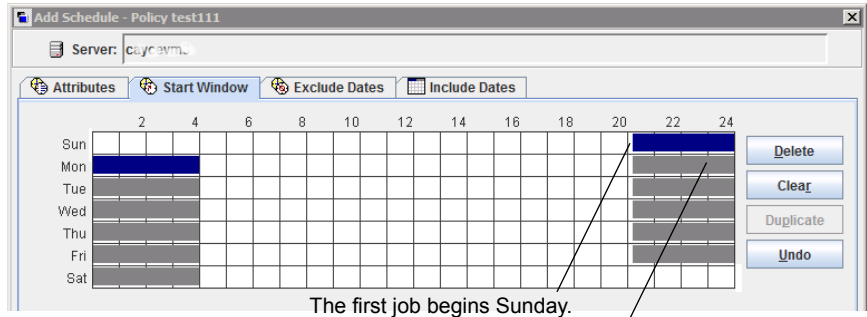 Add Schedule - Policy test111
Server:
Attributes Start Window Exclude Dates Include Dates
2 4 6 8 10 12 14 16 18 20 22 24
Sun
Mon
Tue
Wed
Thu
Fri
Sat
Delete
Clear
Duplicate
Undo
The first job begins Sunday.